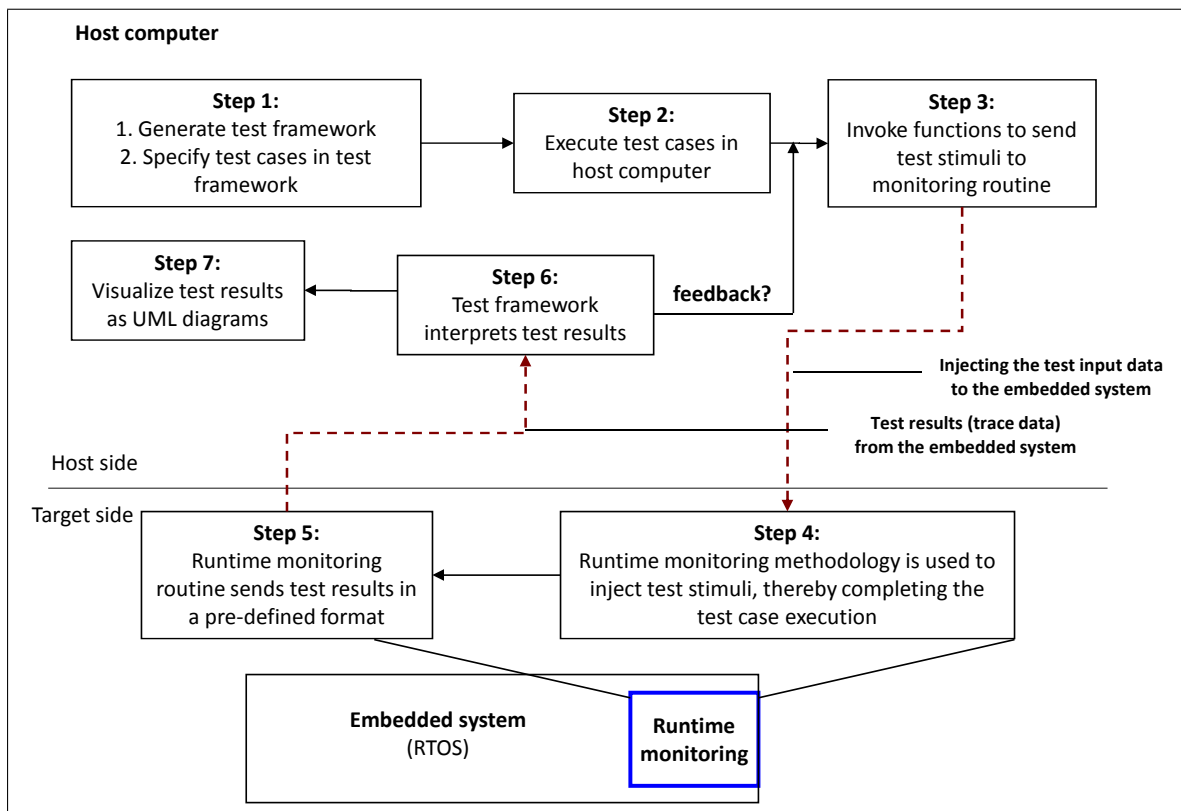 Host computer
Step 1:
1. Generate test framework
2. Specify test cases in test
framework
Step 2:
Execute test cases in
host computer
Step 3:
Invoke functions to send
test stimuli to
monitoring routine
Step 7:
Visualize test results
as UML diagrams
Step 6:
Test framework
interprets test results
feedback?
Injecting the test input data
to the embedded system
Test results (trace data)
from the embedded system
Host side
Target side
Step 5:
Runtime monitoring
routine sends test results in
a pre-defined format
Step 4:
Runtime monitoring methodology is used to
inject test stimuli, thereby completing the
test case execution
Embedded system
(RTOS)
Runtime
monitoring